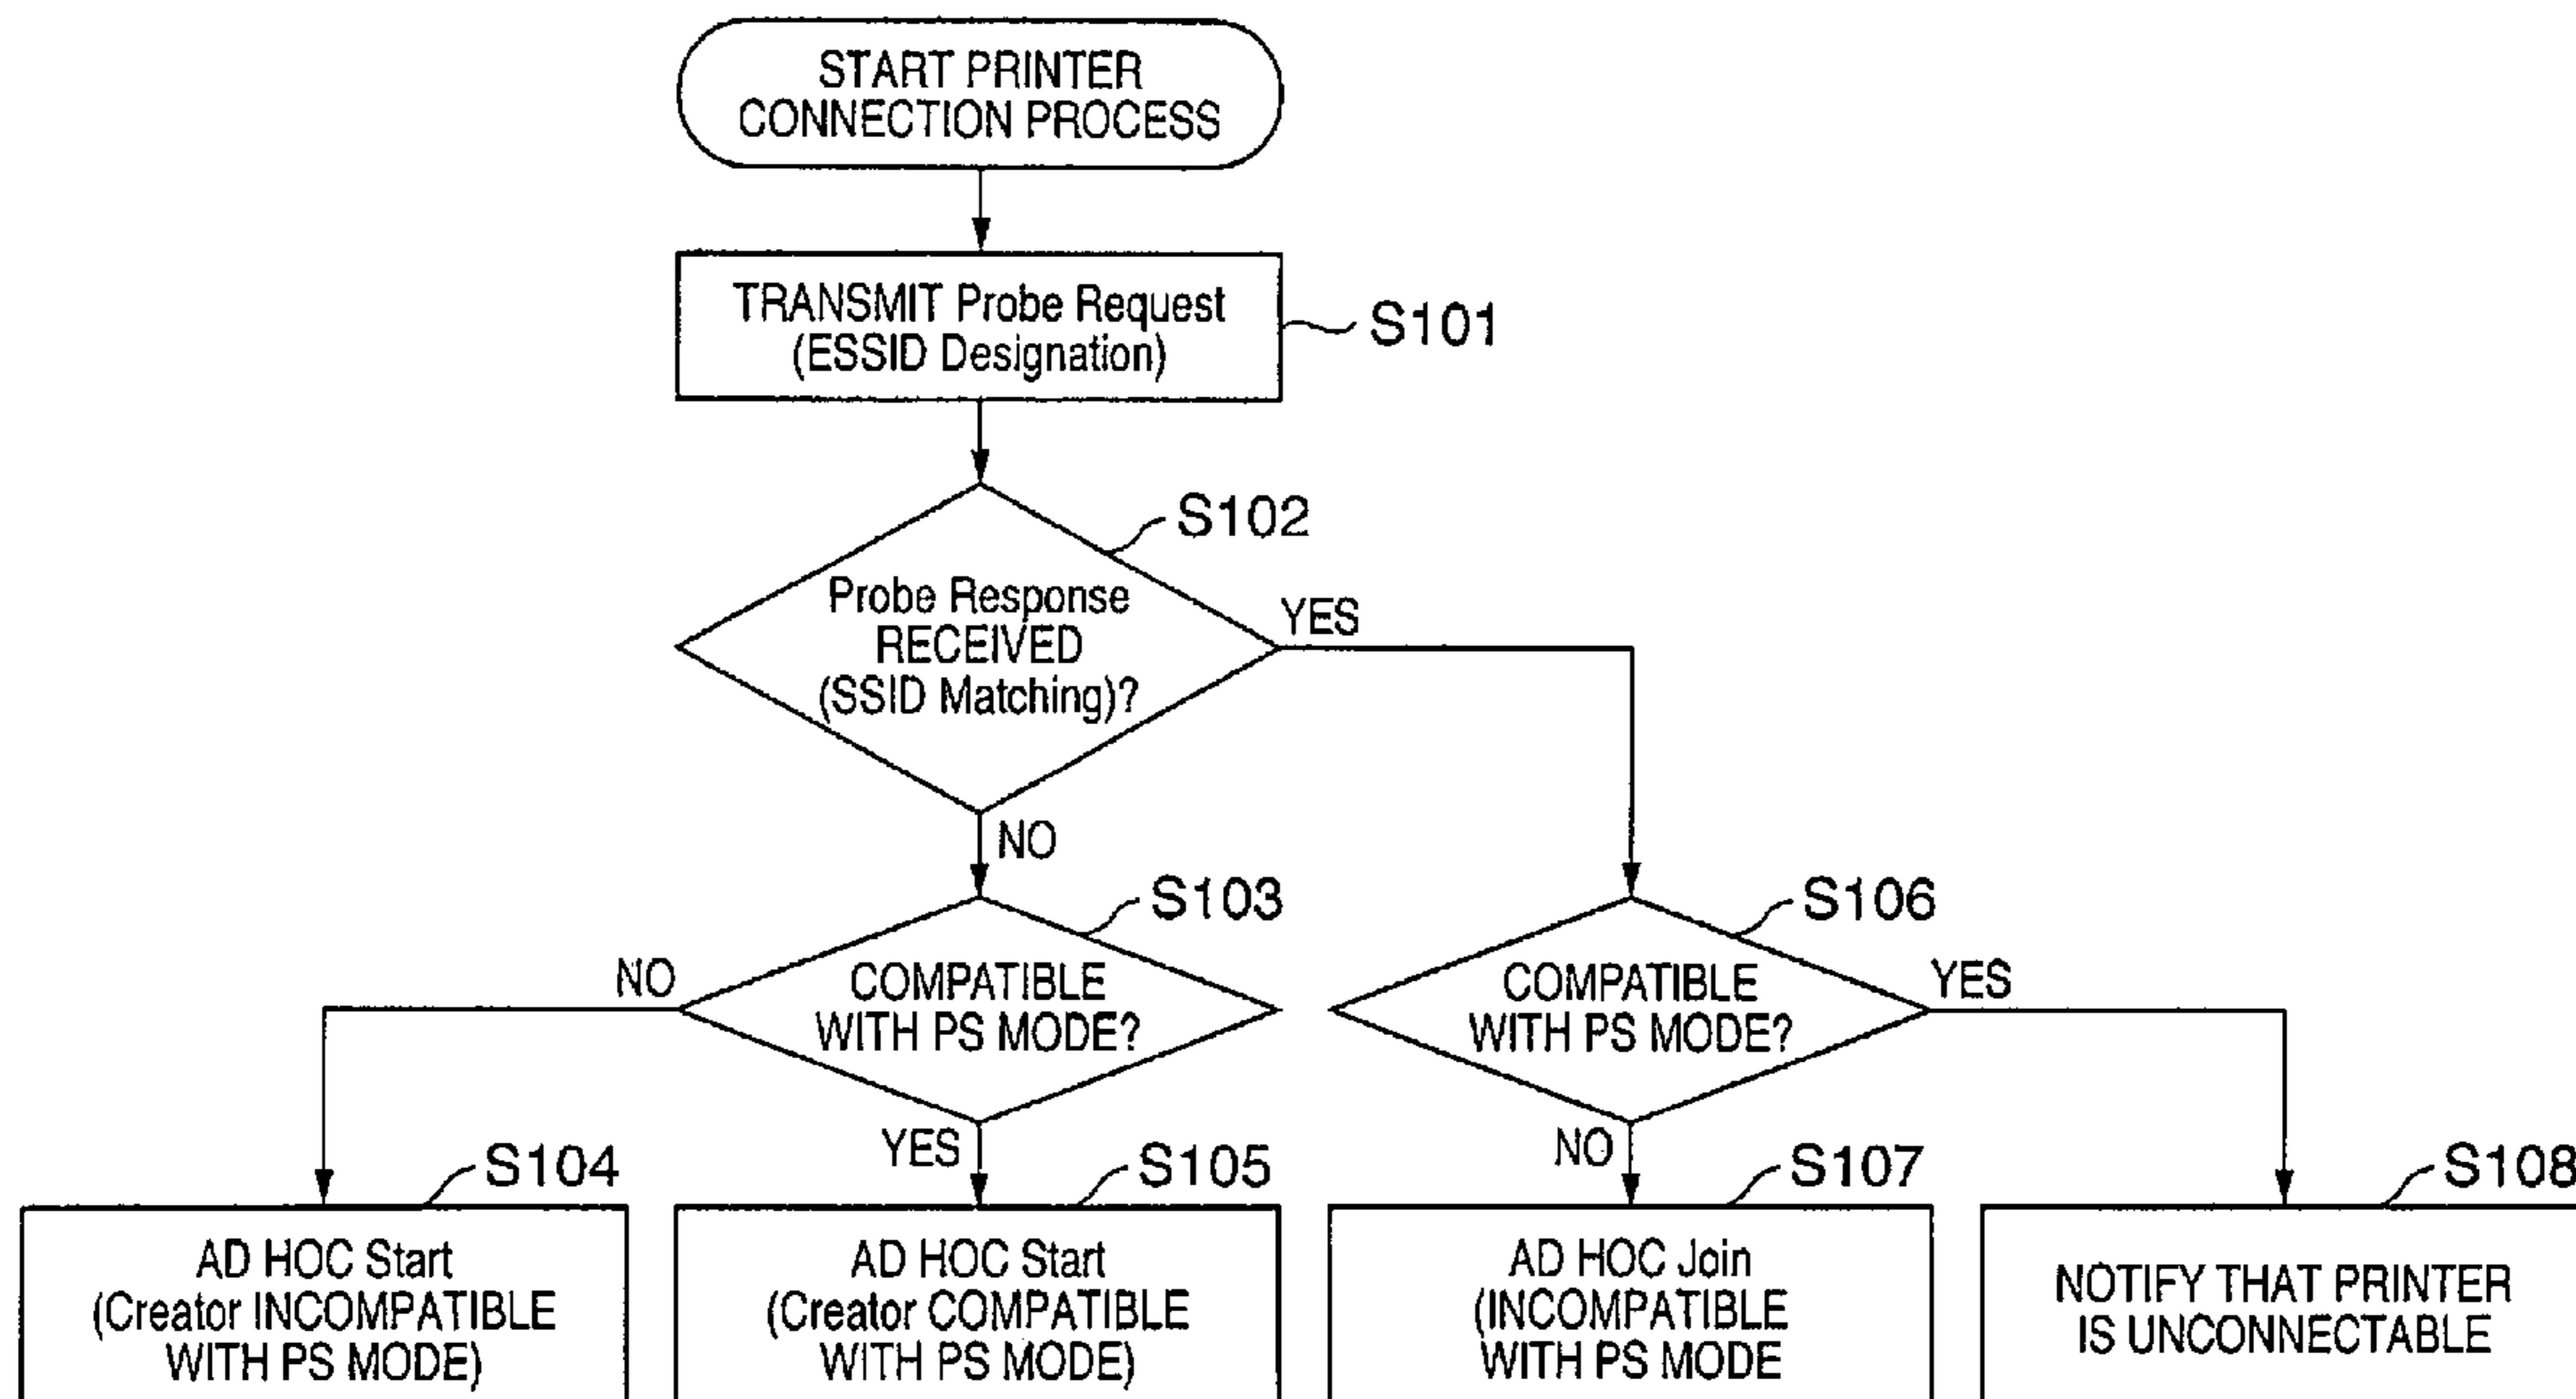 START PRINTER
CONNECTION PROCESS
TRANSMIT Probe Request
(ESSID Designation)
S101
S102
Probe Response
RECEIVED
(SSID Matching)?
YES
NO
S103
COMPATIBLE
WITH PS MODE?
NO
YES
S106
COMPATIBLE
WITH PS MODE?
YES
NO
S104
AD HOC Start
(Creator INCOMPATIBLE
WITH PS MODE)
S105
AD HOC Start
(Creator COMPATIBLE
WITH PS MODE)
S107
AD HOC Join
(INCOMPATIBLE
WITH PS MODE
S108
NOTIFY THAT PRINTER
IS UNCONNECTABLE